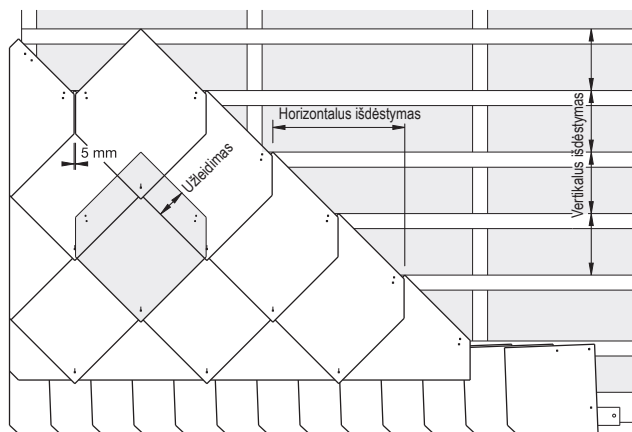 Horizontalus išdėstymas
Vertikalus išdėstymas
5 mm
Užleidimas